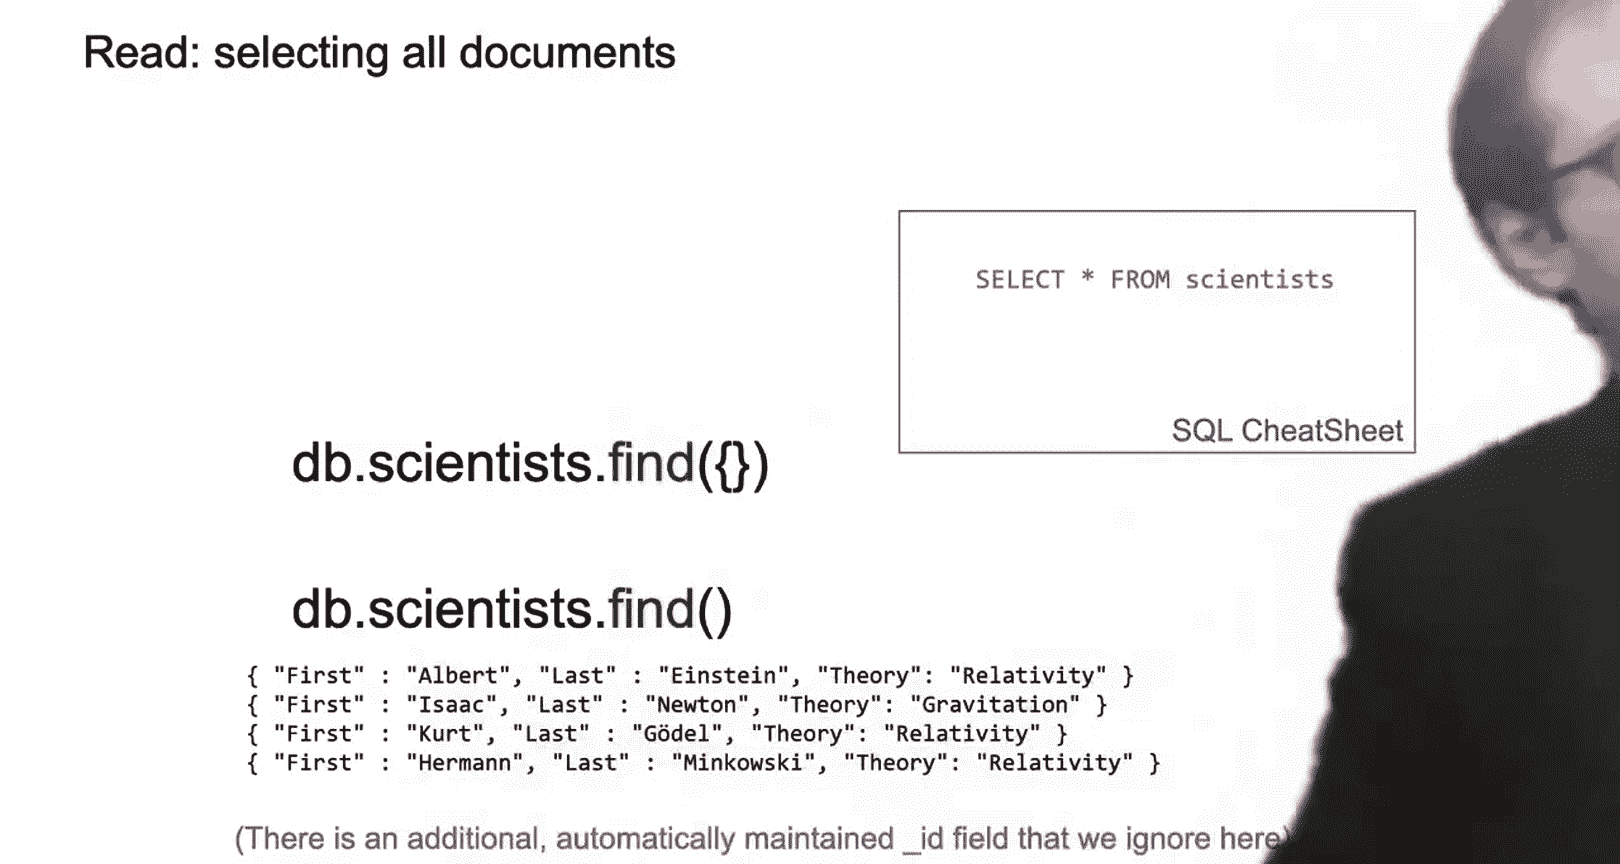 Read: selecting all documents
SELECT * FROM scientists
SQL CheatSheet
db.scientists.find({})
db.scientists.find()
{ "First" : "Albert", "Last" : "Einstein", "Theory": "Relativity" }
{ "First" : "Isaac", "Last" : "Newton", "Theory": "Gravitation" }
{ "First" : "Kurt", "Last" : "Gödel", "Theory": "Relativity" }
{ "First" : "Hermann", "Last" : "Minkowski", "Theory": "Relativity" }
(There is an additional, automatically maintained _id field that we ignore here)